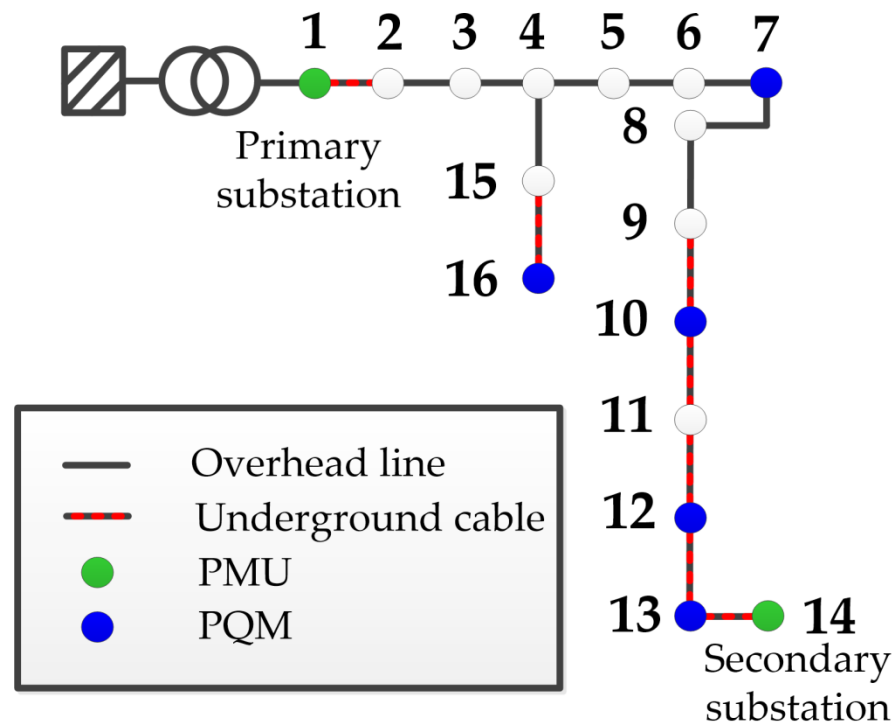 1
2
3
4
5
6
7
Primary
substation
8
15
9
16
10
11
12
13
14
Secondary
substation
Overhead line
Underground cable
PMU
PQM